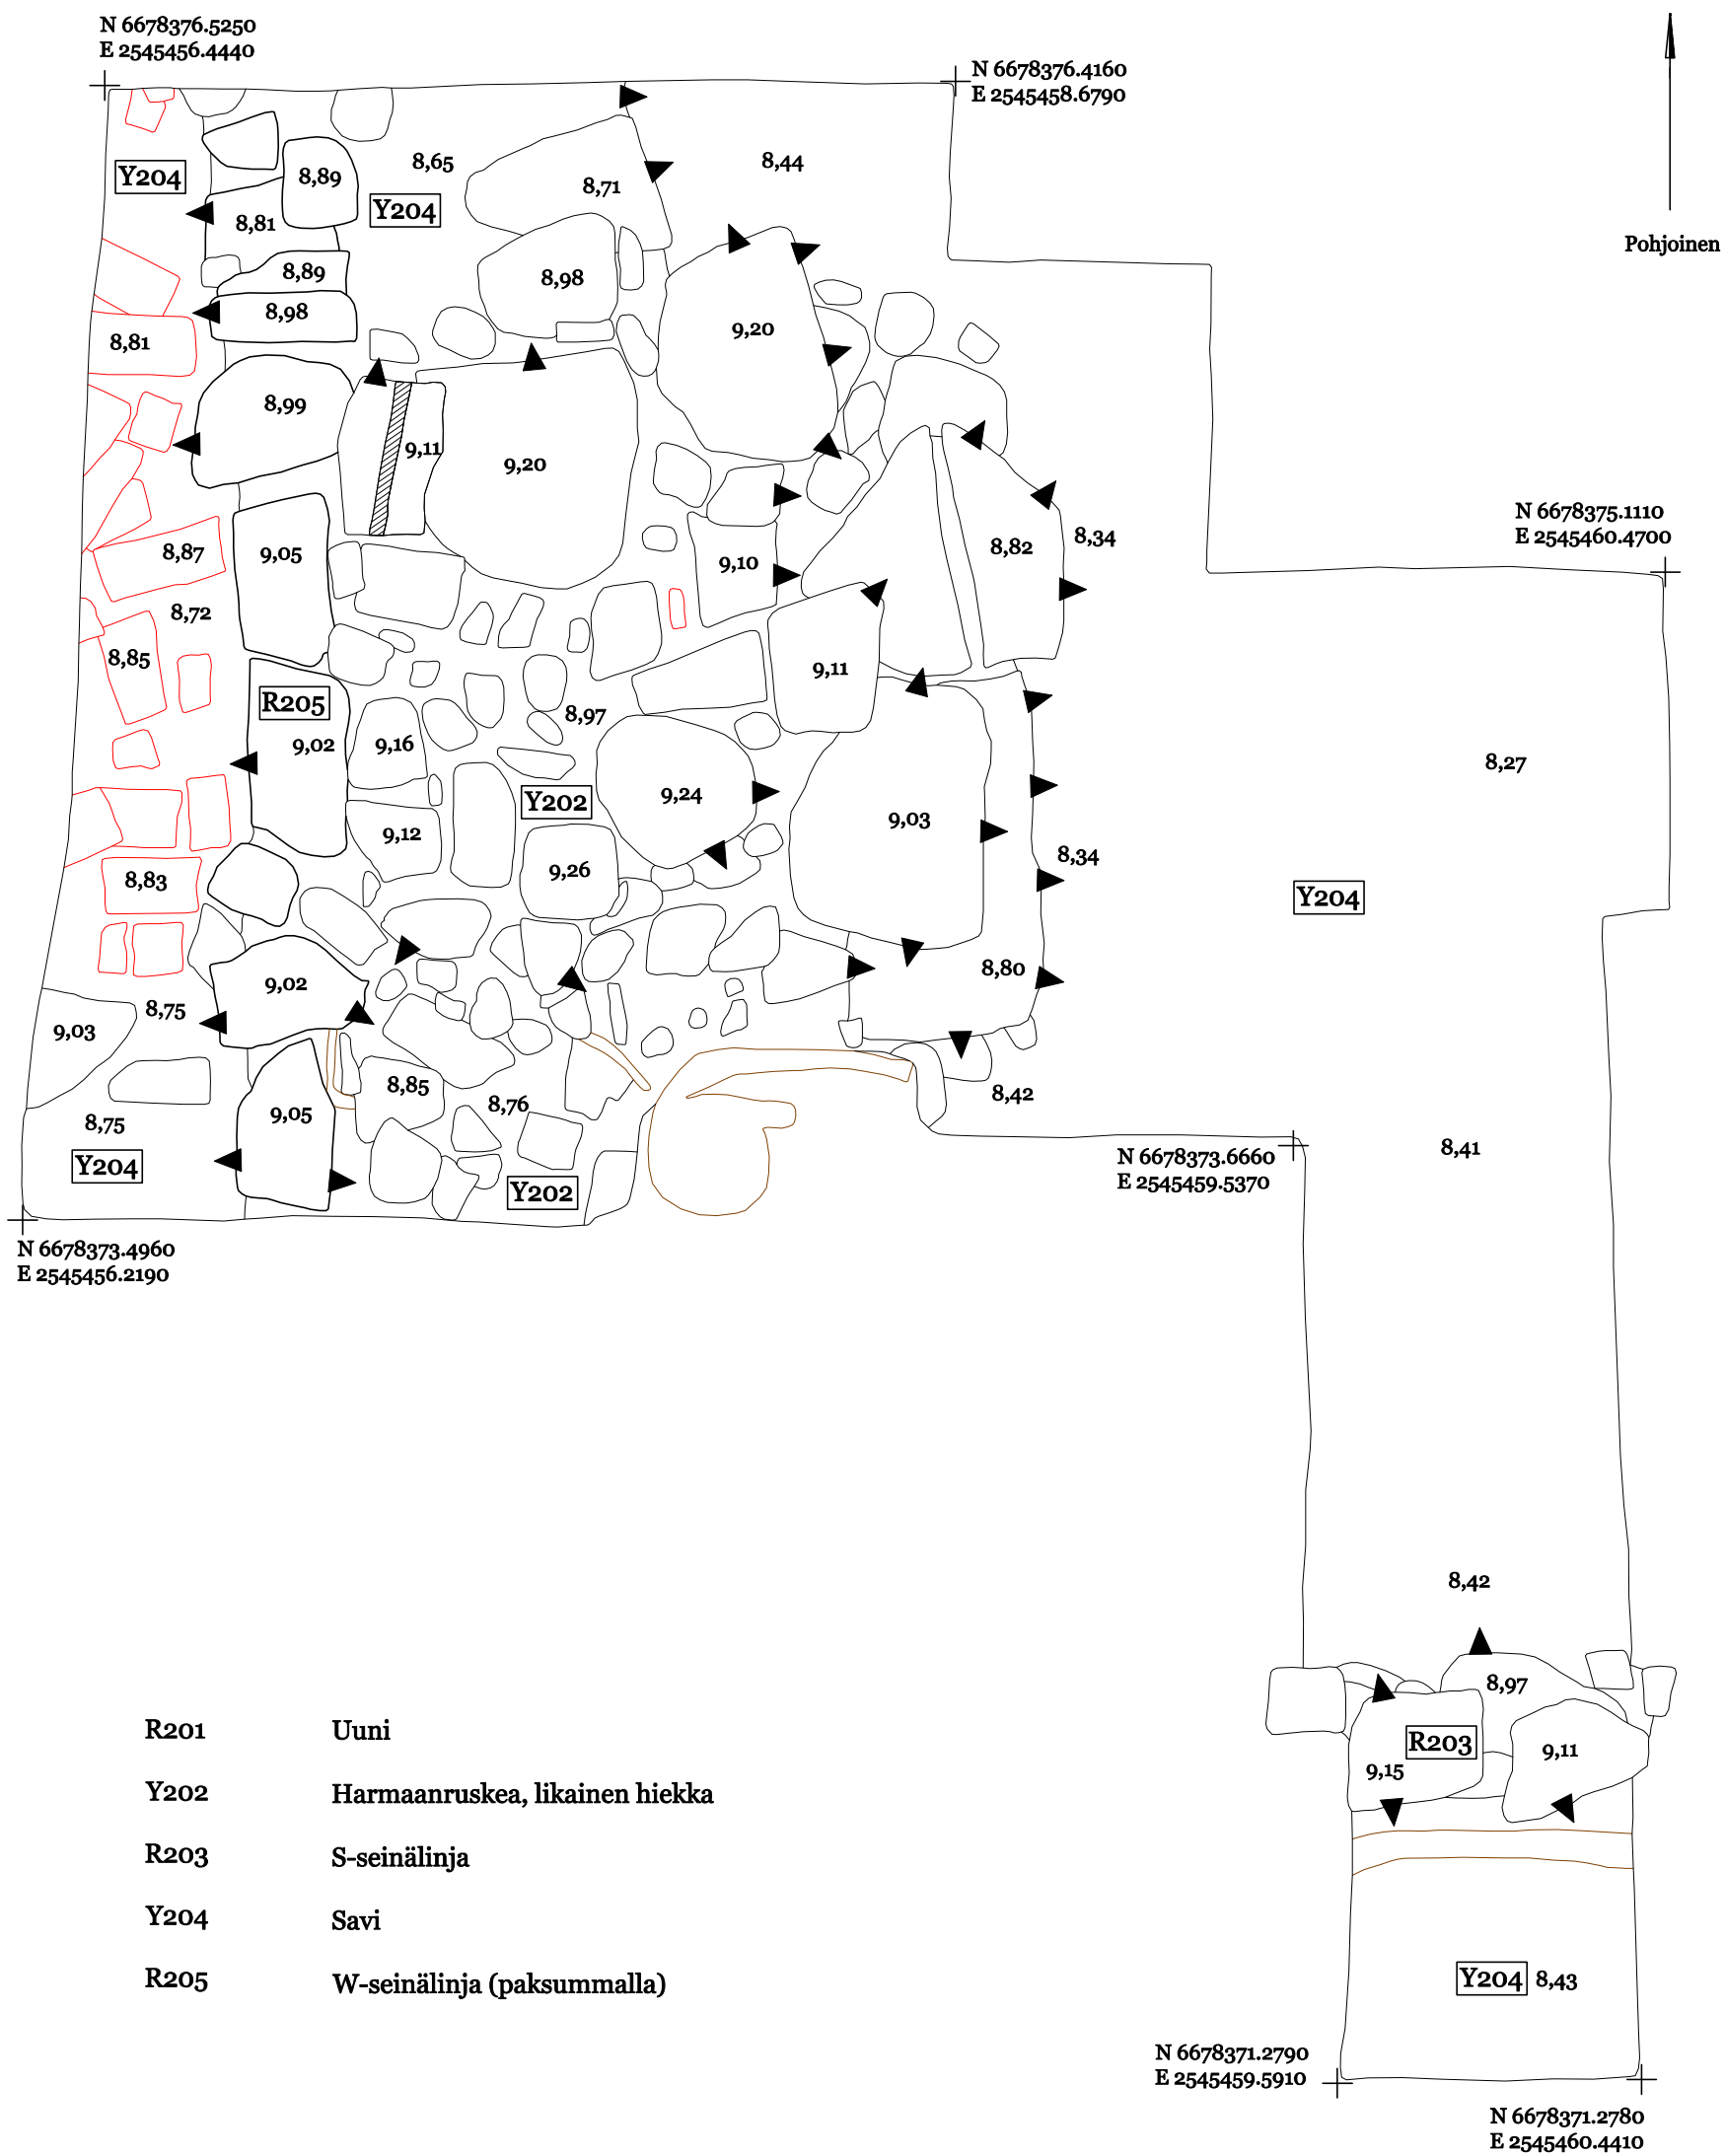 N 6678376.5250
E 2545456.4440
N 6678376.4160
E 2545458.6790
Pohjoinen
Y204
8,89
8,65
8,71
8,44
Y204
8,81
8,89
8,98
8,98
8,81
9,20
8,99
9,11
9,20
N 6678375.1110
E 2545460.4700
8,87
9,05
9,10
8,82
8,34
8,72
8,85
R205
9,02
9,16
8,97
9,11
8,27
Y202
9,24
9,03
9,12
8,34
8,83
9,26
Y204
9,02
8,80
8,75
9,03
8,85
8,76
8,42
9,05
8,75
Y204
Y202
N 6678373.6660
E 2545459.5370
8,41
N 6678373.4960
E 2545456.2190
8,42
8,97
R203
9,11
9,15
R201 Uuni
Y202 Harmaanruskea, likainen hiekka
R203 S-seinälinja
Y204 Savi
R205 W-seinälinja (paksummalla)
Y204 8,43
N 6678371.2790
E 2545459.5910
N 6678371.2780
E 2545460.4410